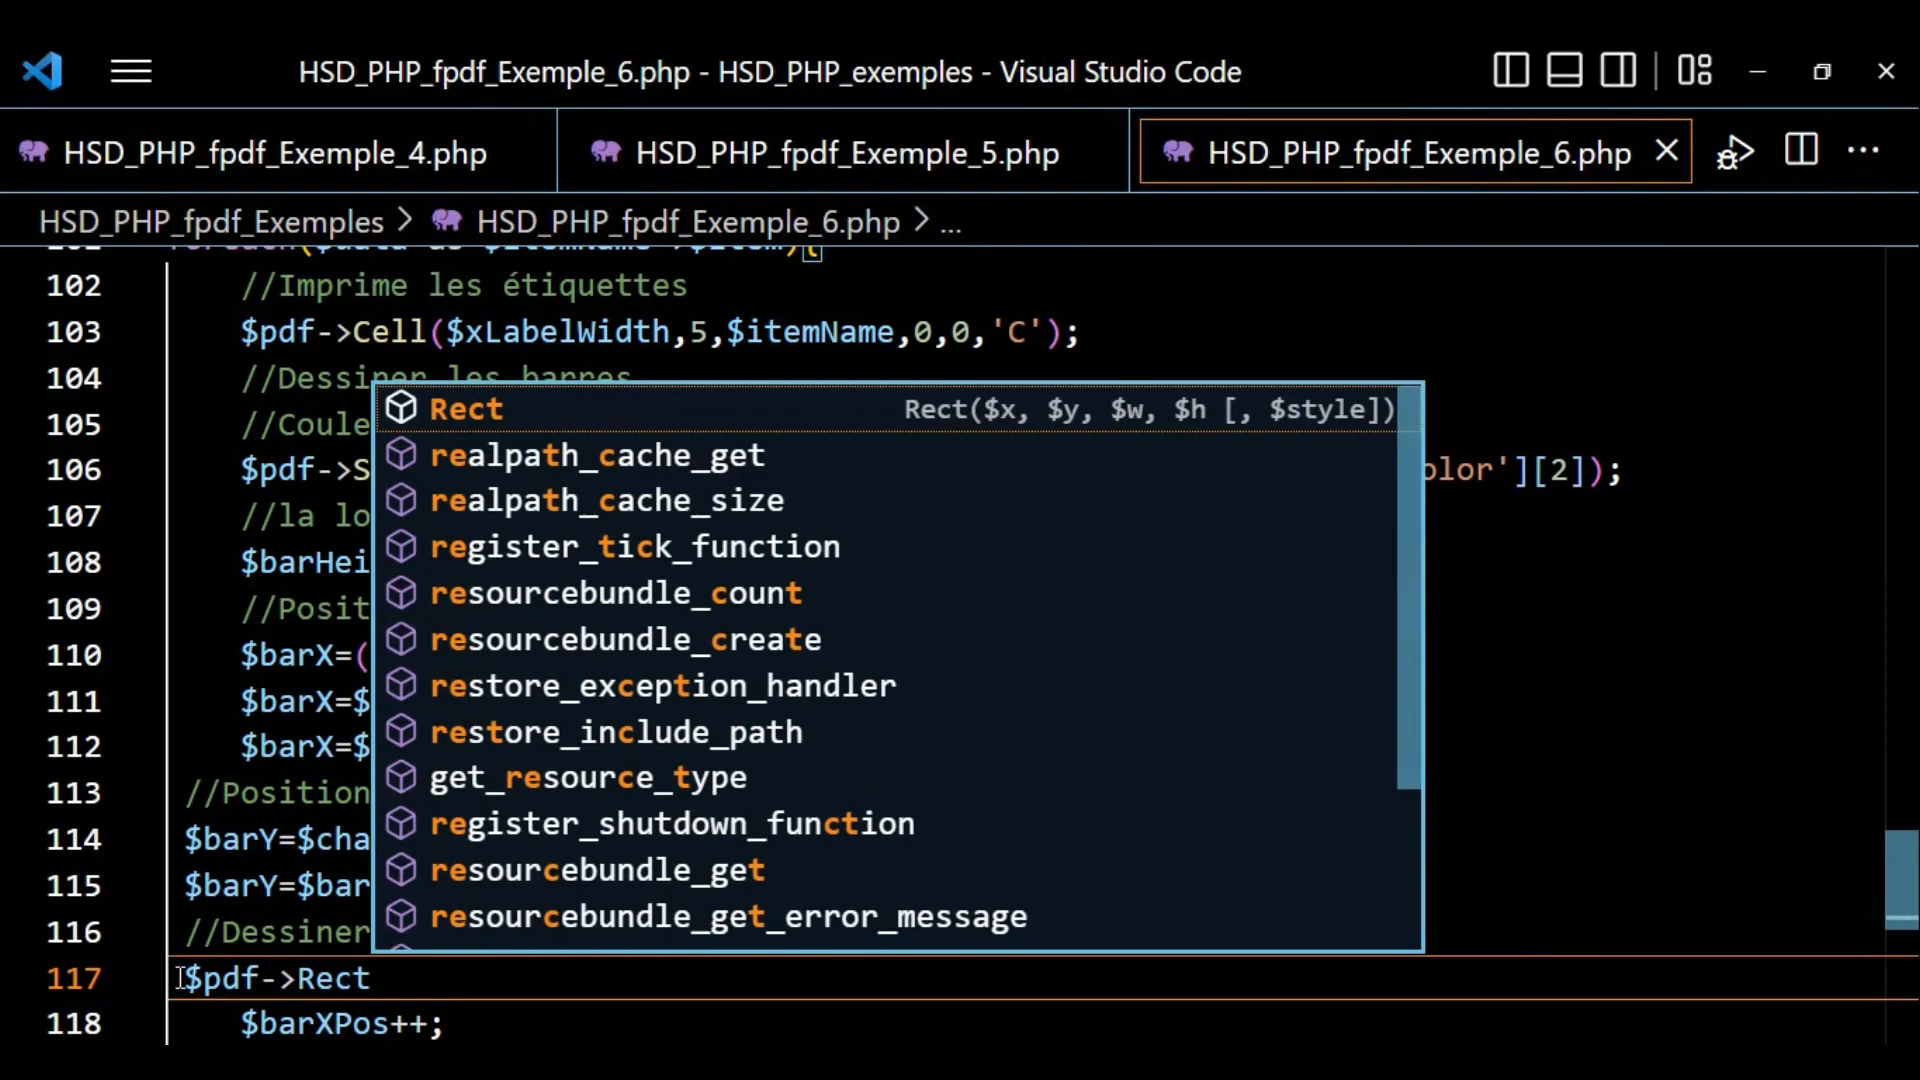 HSD_PHP_fpdf_Exemple_6.php - HSD_PHP_exemples - Visual Studio Code
HSD_PHP_fpdf_Exemple_4.php HSD_PHP_fpdf_Exemple_5.php HSD_PHP_fpdf_Exemple_6.php
HSD_PHP_fpdf_Exemples > HSD_PHP_fpdf_Exemple_6.php > ...
102 //Imprime les étiquettes
103 $pdf->Cell($xLabelWidth,5,$itemName,0,0,'C');
104 //Dessiner les barres
105 //Coule
106 $pdf->S olor'][2]);
107 //la lo
108 $barHei
109 //Posit
110 $barX=(
111 $barX=$
112 $barX=$
113 //Position
114 $barY=$cha
115 $barY=$bar
116 //Dessiner
117 $pdf->Rect
118 $barXPos++;
Rect Rect($x, $y, $w, $h [, $style])
realpath_cache_get
realpath_cache_size
register_tick_function
resourcebundle_count
resourcebundle_create
restore_exception_handler
restore_include_path
get_resource_type
register_shutdown_function
resourcebundle_get
resourcebundle_get_error_message